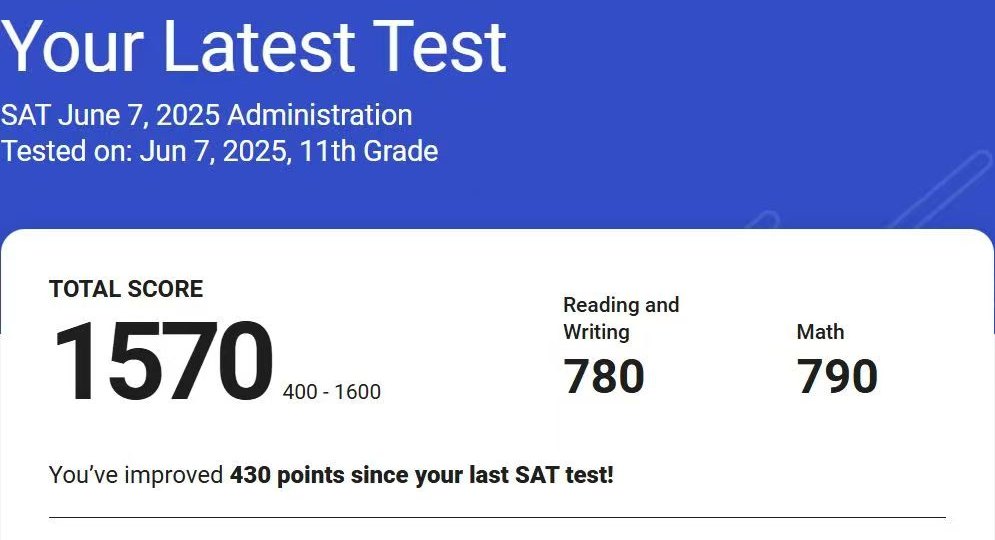 Your Latest Test
SAT June 7, 2025 Administration
Tested on: Jun 7, 2025, 11th Grade
TOTAL SCORE
1570 400 - 1600
Reading and
Writing
780
Math
790
You’ve improved 430 points since your last SAT test!